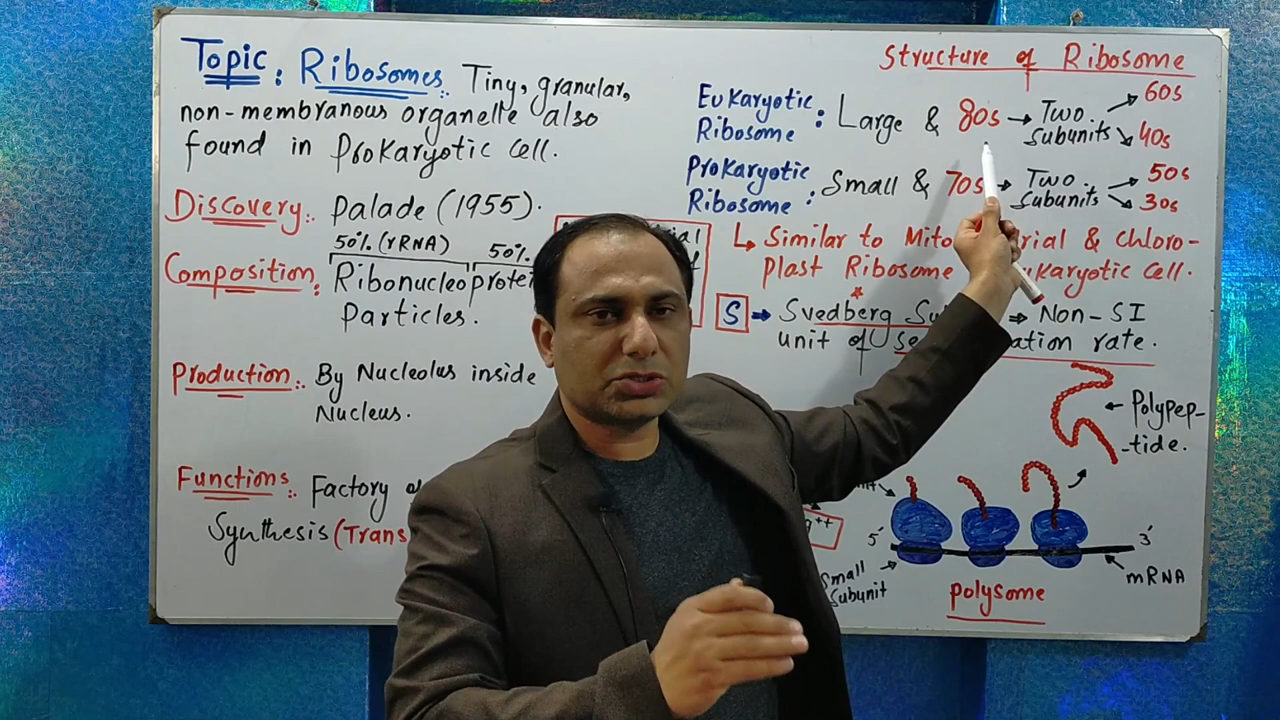 Topic: Ribosomes. Tiny, granular,
non-membranous organelle also
found in Prokaryotic cell.
Discovery:. Palade (1955).
50%. (rRNA) 50%.
Composition: Ribonucleoprotei
Particles.
Production:. By Nucleolus inside
Nucleus.
Functions:. Factory
Synthesis (Trans
Structure of Ribosome
Eukaryotic
Ribosome : Large & 80s → Two Subunits
60s
40s
Prokaryotic
Ribosome : Small & 70s → Two Subunits
50s
30s
↳ Similar to Mito rial & Chloro-
plast Ribosome ukaryotic Cell.
S → Svedberg ⇒ Non-SI
unit of ation rate.
← Polypep-
-tide.
5' 3'
Small
Subunit
mRNA
Polysome